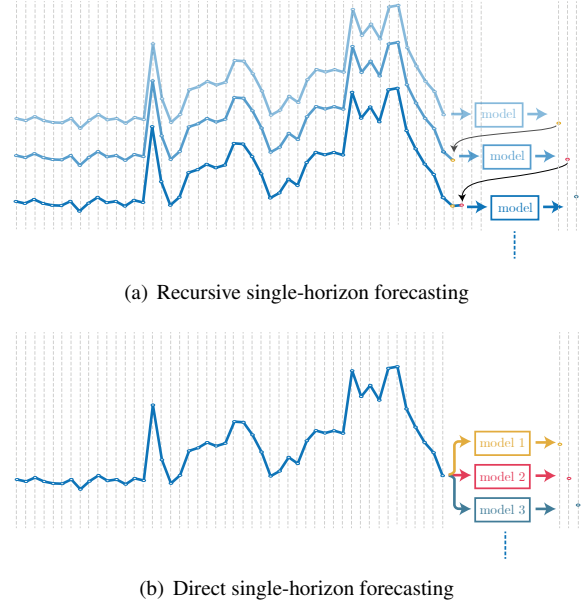 model
model
model
(a) Recursive single-horizon forecasting
model 1
model 2
model 3
(b) Direct single-horizon forecasting